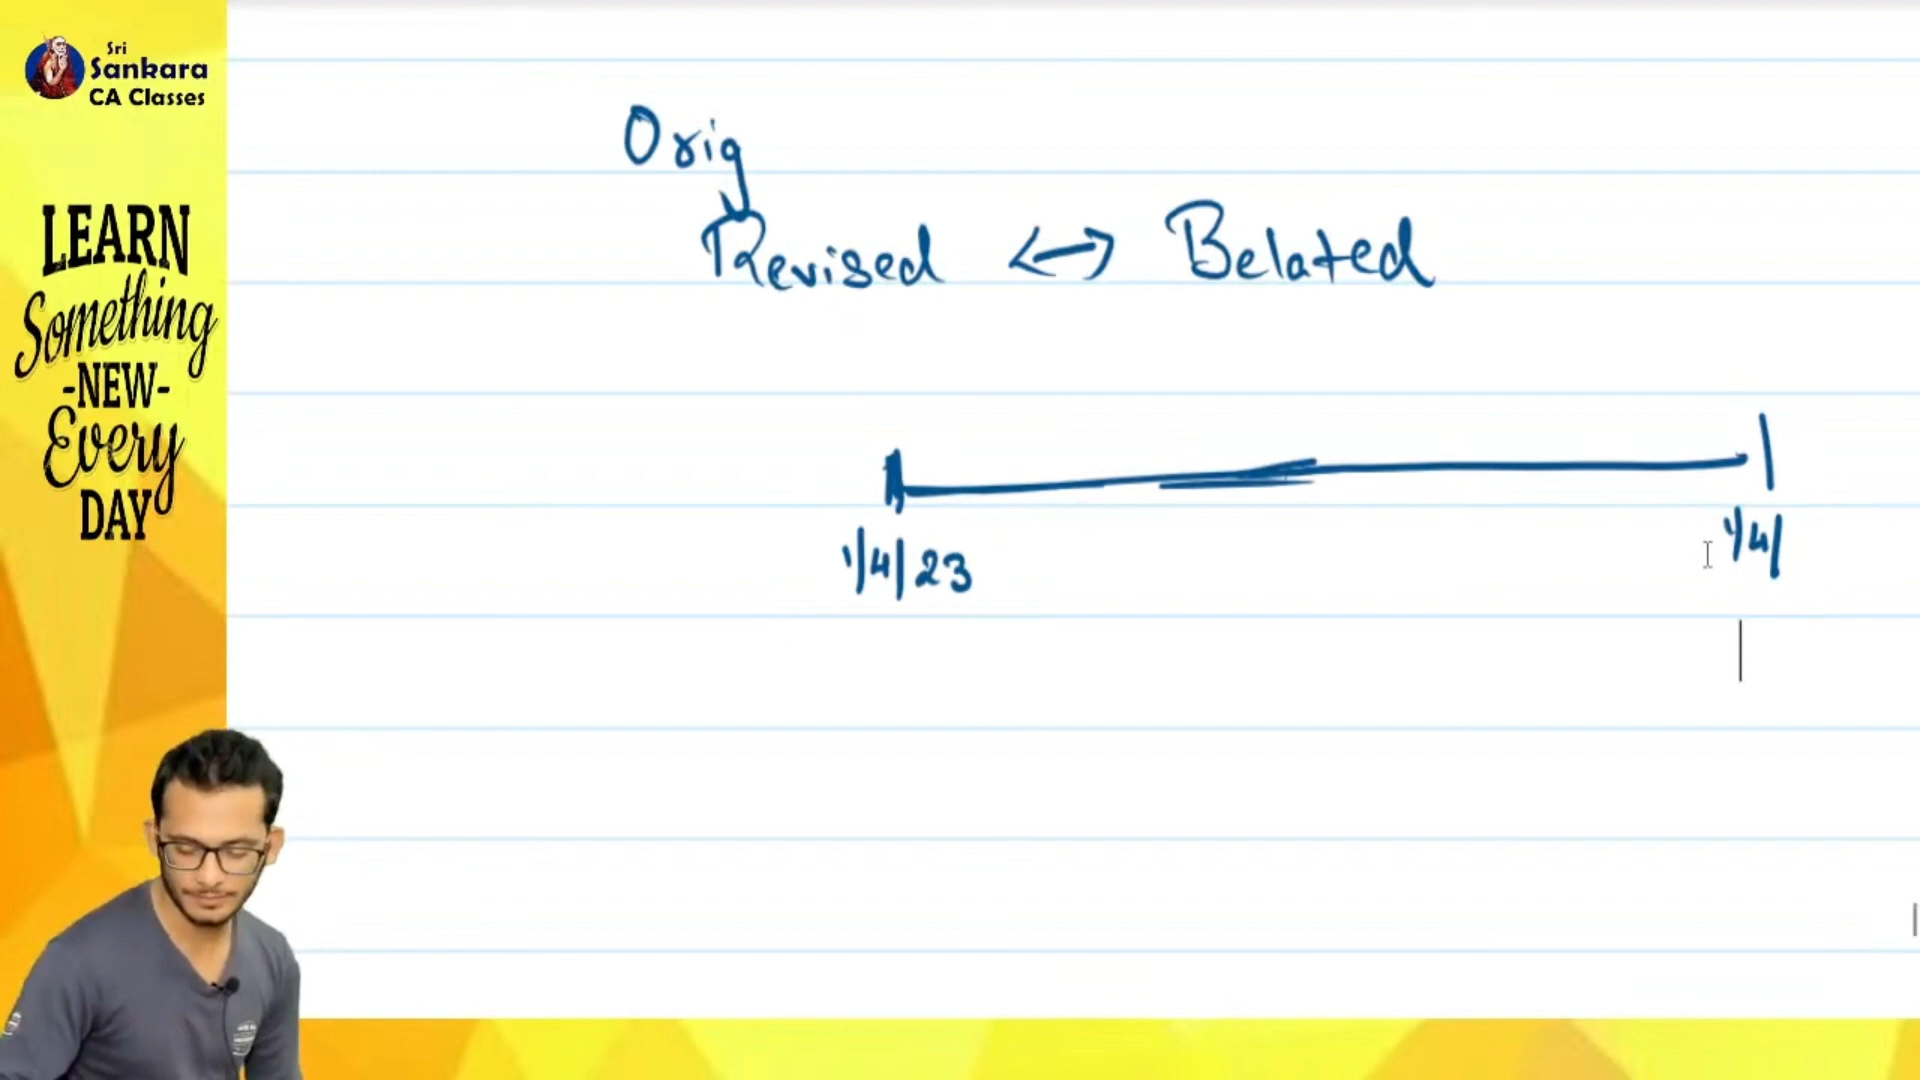 Sri
Sankara
CA Classes
LEARN
Something
-NEW-
Every
DAY
Orig
Revised <-> Belated
1/4/23
1/4/